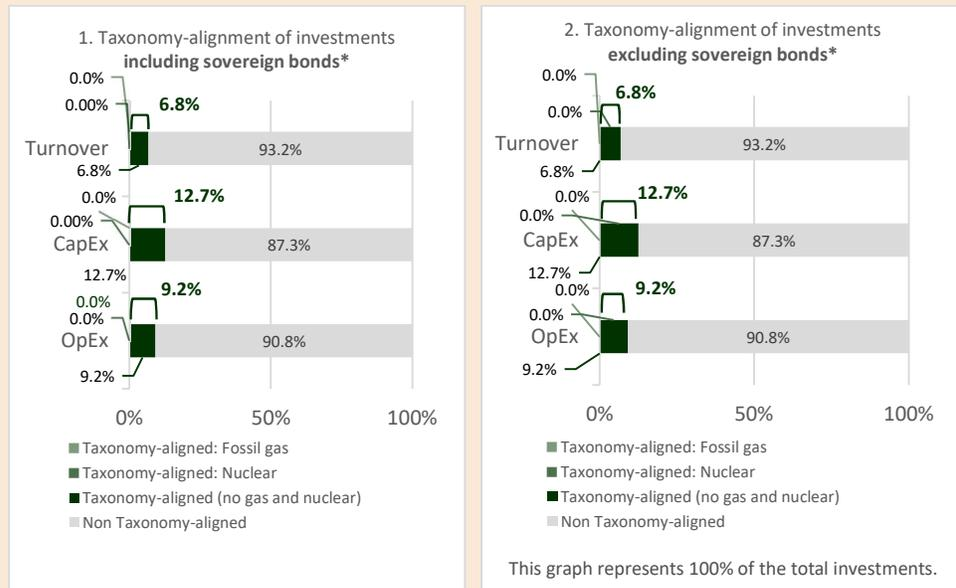 1. Taxonomy-alignment of investments
including sovereign bonds*
0.0%
0.00%
6.8%
Turnover
93.2%
6.8%
0.0%
12.7%
0.00%
CapEx
87.3%
12.7%
0.0%
9.2%
0.0%
OpEx
90.8%
9.2%
0%
50%
100%
Taxonomy-aligned: Fossil gas
Taxonomy-aligned: Nuclear
Taxonomy-aligned (no gas and nuclear)
Non Taxonomy-aligned
2. Taxonomy-alignment of investments
excluding sovereign bonds*
0.0%
6.8%
0.0%
Turnover
93.2%
6.8%
0.0%
12.7%
0.0%
CapEx
87.3%
12.7%
0.0%
9.2%
0.0%
OpEx
90.8%
9.2%
0%
50%
100%
Taxonomy-aligned: Fossil gas
Taxonomy-aligned: Nuclear
Taxonomy-aligned (no gas and nuclear)
Non Taxonomy-aligned
This graph represents 100% of the total investments.